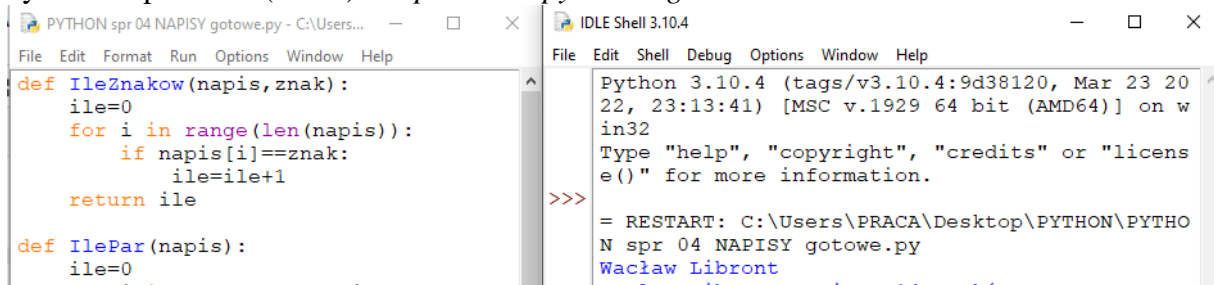 PYTHON spr 04 NAPISY gotowe.py - C:\Users...
File Edit Format Run Options Window Help
def IleZnakow(napis,znak):
    ile=0
    for i in range(len(napis)):
        if napis[i]==znak:
            ile=ile+1
    return ile

def IlePar(napis):
    ile=0
IDLE Shell 3.10.4
File Edit Shell Debug Options Window Help
Python 3.10.4 (tags/v3.10.4:9d38120, Mar 23 20
22, 23:13:41) [MSC v.1929 64 bit (AMD64)] on w
in32
Type "help", "copyright", "credits" or "licens
e()" for more information.
>>>
= RESTART: C:\Users\PRACA\Desktop\PYTHON\PYTHO
N spr 04 NAPISY gotowe.py
Wacław Libront